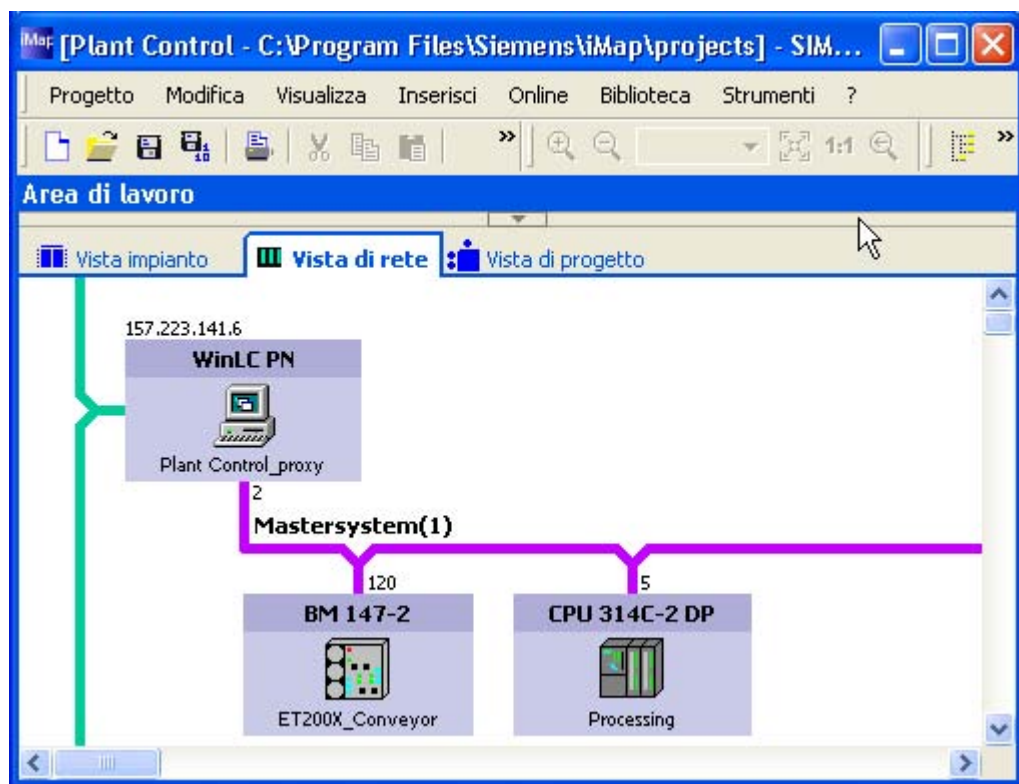 iMap [Plant Control - C:\Program Files\Siemens\iMap\projects] - SIM...
Progetto Modifica Visualizza Inserisci Online Biblioteca Strumenti ?
» 1:1 »
Area di lavoro
Vista impianto Vista di rete Vista di progetto
157.223.141.6
WinLC PN
Plant Control_proxy
2
Mastersystem(1)
120 5
BM 147-2 CPU 314C-2 DP
ET200X_Conveyor Processing